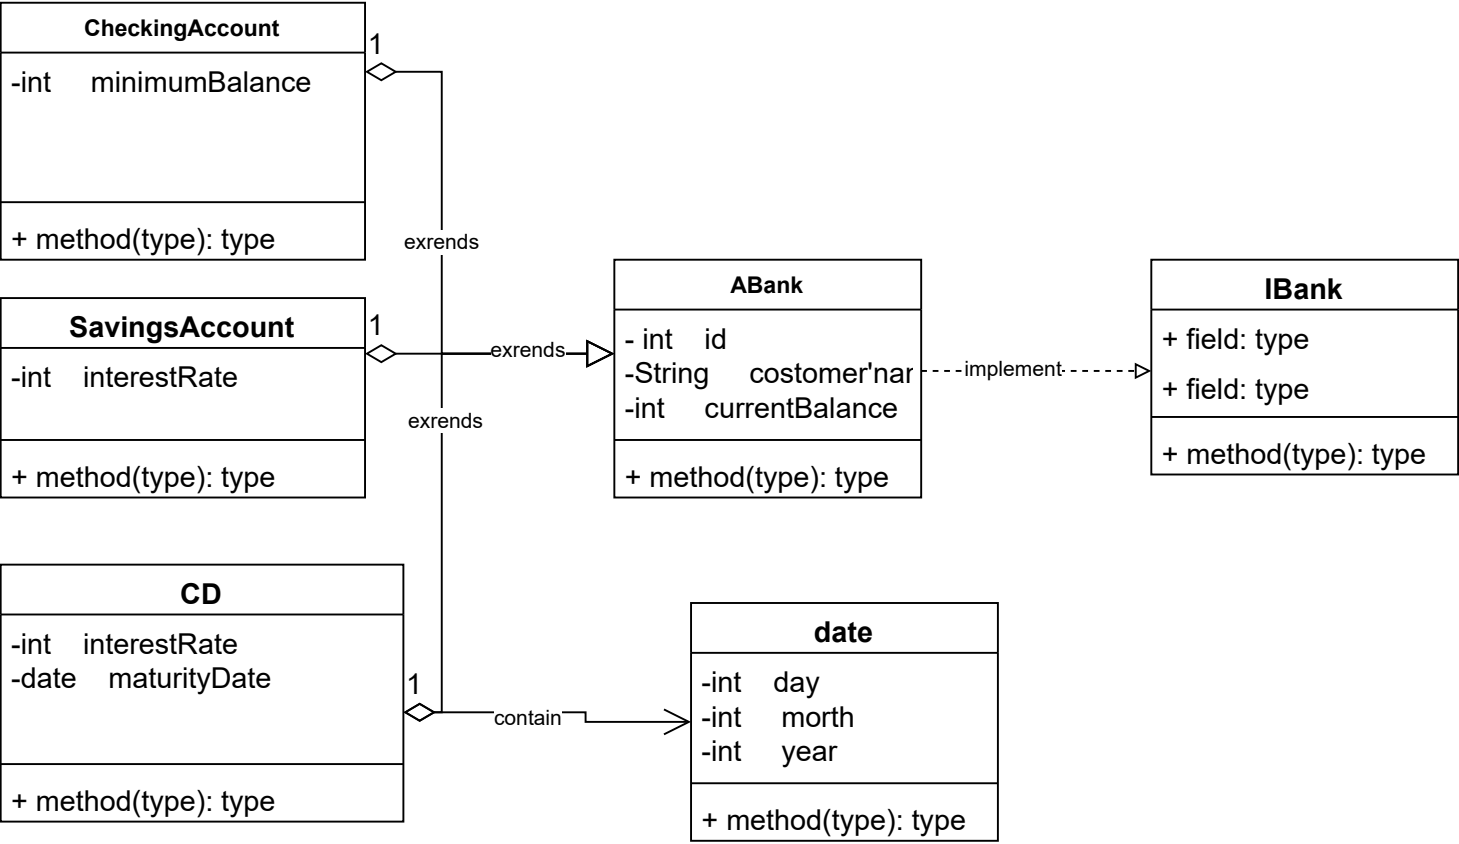 CheckingAccount
-int minimumBalance
+ method(type): type
1
exrends
SavingsAccount
-int interestRate
+ method(type): type
1
exrends
exrends
ABank
- int id
-String costomer'nar
-int currentBalance
+ method(type): type
implement
IBank
+ field: type
+ field: type
+ method(type): type
CD
-int interestRate
-date maturityDate
+ method(type): type
1
contain
date
-int day
-int morth
-int year
+ method(type): type